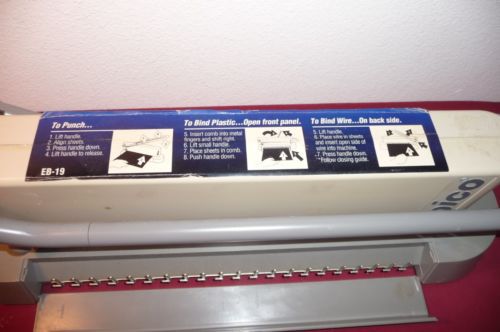 To Punch...
1. Lift handle.
2. Align sheets.
3. Press handle down.
4. Lift handle to release.
EB-19
To Bind Plastic...Open front panel.
5. Insert comb into metal
fingers and shift right.
6. Lift small handle.
7. Place sheets in comb.
8. Push handle down.
To Bind Wire...On back side.
5. Lift handle.
6. Place wire in sheets
and insert open side of
wire into machine.
7. Press handle down.
*Follow closing guide.
bico